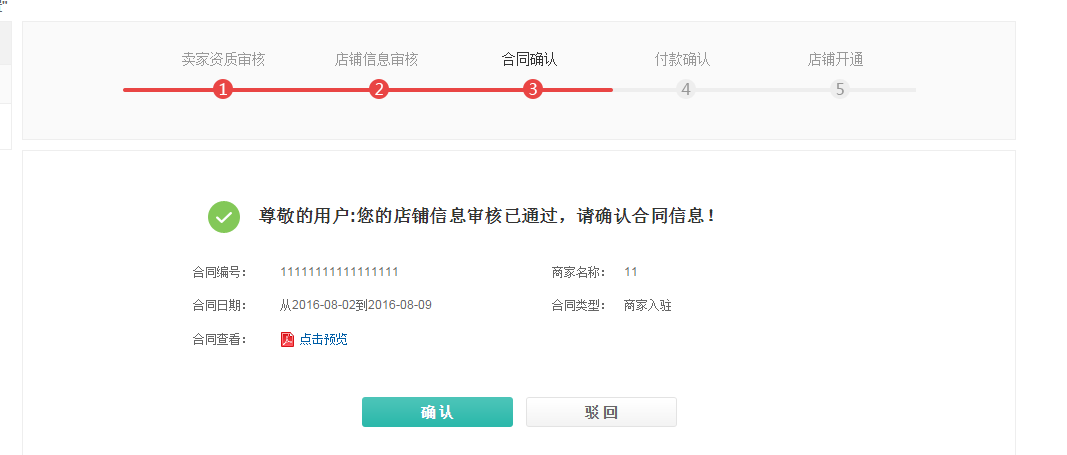 卖家资质审核 店铺信息审核 合同确认 付款确认 店铺开通
1 2 3 4 5
尊敬的用户:您的店铺信息审核已通过，请确认合同信息！
合同编号： 11111111111111111 商家名称： 11
合同日期： 从2016-08-02到2016-08-09 合同类型： 商家入驻
合同查看： 点击预览
确认 驳回